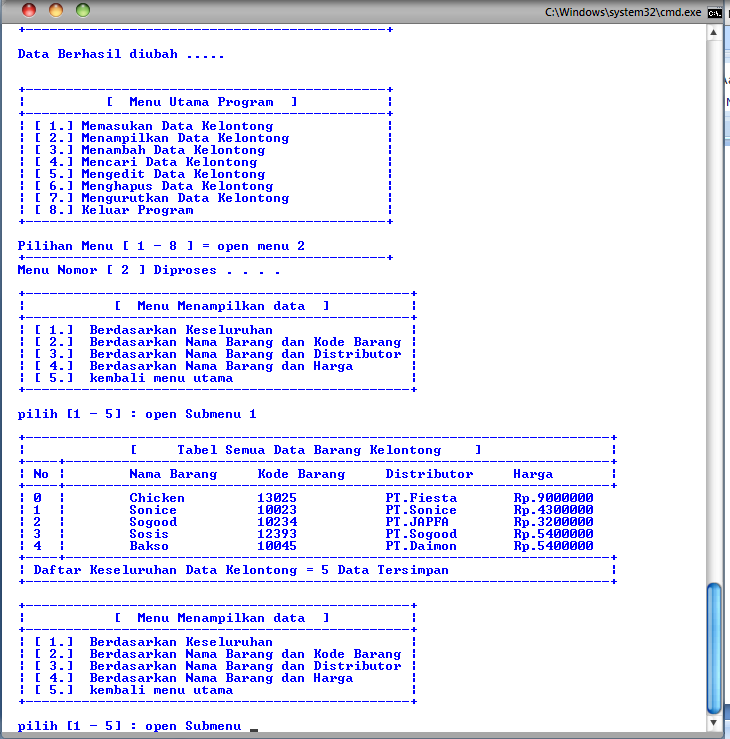 C:\Windows\system32\cmd.exe
Data Berhasil diubah .....
[ Menu Utama Program ]
[ 1.] Memasukan Data Kelontong
[ 2.] Menampilkan Data Kelontong
[ 3.] Menambah Data Kelontong
[ 4.] Mencari Data Kelontong
[ 5.] Mengedit Data Kelontong
[ 6.] Menghapus Data Kelontong
[ 7.] Mengurutkan Data Kelontong
[ 8.] Keluar Program
Pilihan Menu [ 1 - 8 ] = open menu 2
Menu Nomor [ 2 ] Diproses . . . .
[ Menu Menampilkan data ]
[ 1.] Berdasarkan Keseluruhan
[ 2.] Berdasarkan Nama Barang dan Kode Barang
[ 3.] Berdasarkan Nama Barang dan Distributor
[ 4.] Berdasarkan Nama Barang dan Harga
[ 5.] kembali menu utama
pilih [1 - 5] : open Submenu 1
[ Tabel Semua Data Barang Kelontong ]
No Nama Barang Kode Barang Distributor Harga
0 Chicken 13025 PT.Fiesta Rp.9000000
1 Sonice 10023 PT.Sonice Rp.4300000
2 Sogood 10234 PT.JAPFA Rp.3200000
3 Sosis 12393 PT.Sogood Rp.5400000
4 Bakso 10045 PT.Daimon Rp.5400000
Daftar Keseluruhan Data Kelontong = 5 Data Tersimpan
[ Menu Menampilkan data ]
[ 1.] Berdasarkan Keseluruhan
[ 2.] Berdasarkan Nama Barang dan Kode Barang
[ 3.] Berdasarkan Nama Barang dan Distributor
[ 4.] Berdasarkan Nama Barang dan Harga
[ 5.] kembali menu utama
pilih [1 - 5] : open Submenu _